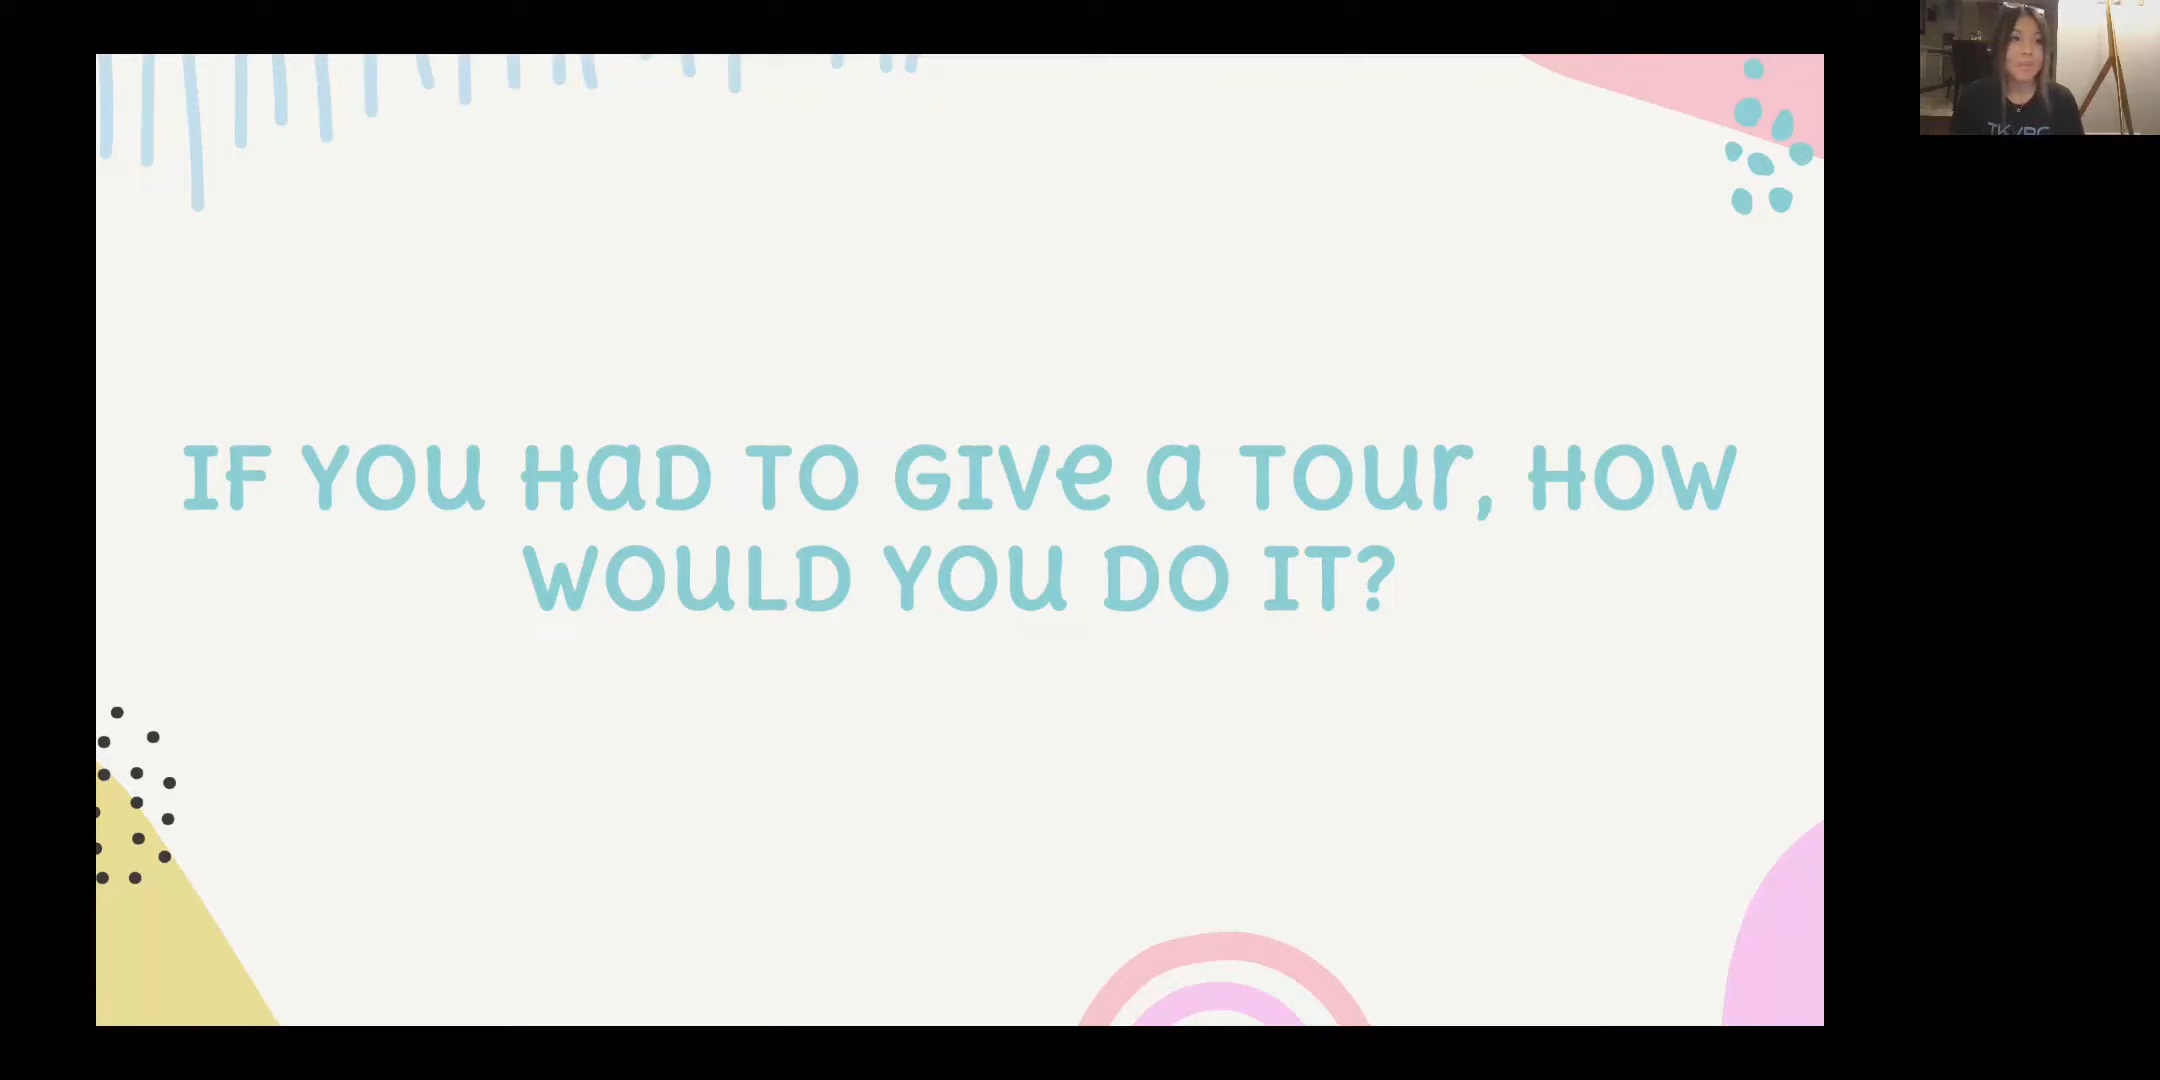 IF YOU HAD TO GIVE A TOUR, HOW
WOULD YOU DO IT?